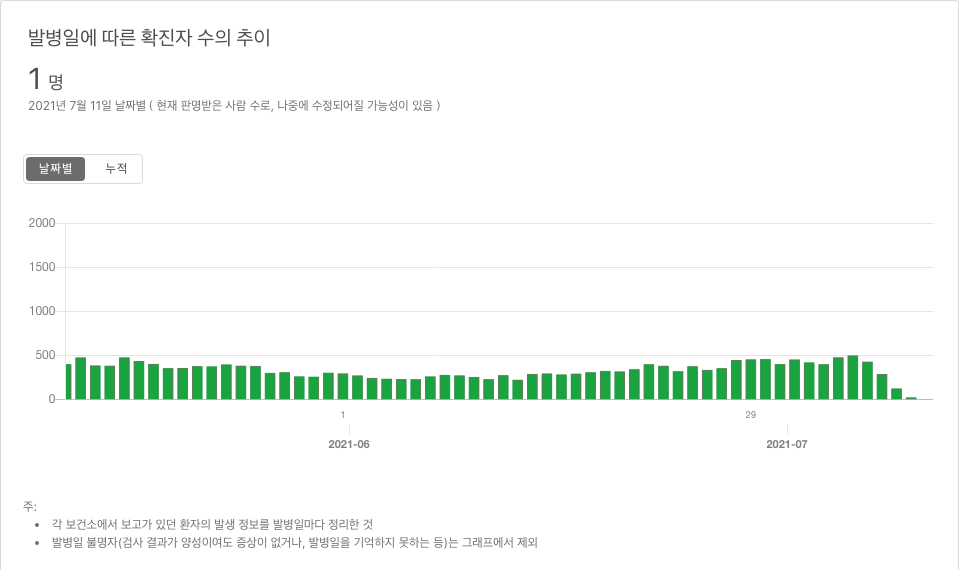 발병일에 따른 확진자 수의 추이
1 명
2021년 7월 11일 날짜별 ( 현재 판명받은 사람 수로, 나중에 수정되어질 가능성이 있음 )
날짜별 누적
2000
1500
1000
500
0
1 29
2021-06 2021-07
주:
• 각 보건소에서 보고가 있던 환자의 발생 정보를 발병일마다 정리한 것
• 발병일 불명자(검사 결과가 양성이여도 증상이 없거나, 발병일을 기억하지 못하는 등)는 그래프에서 제외